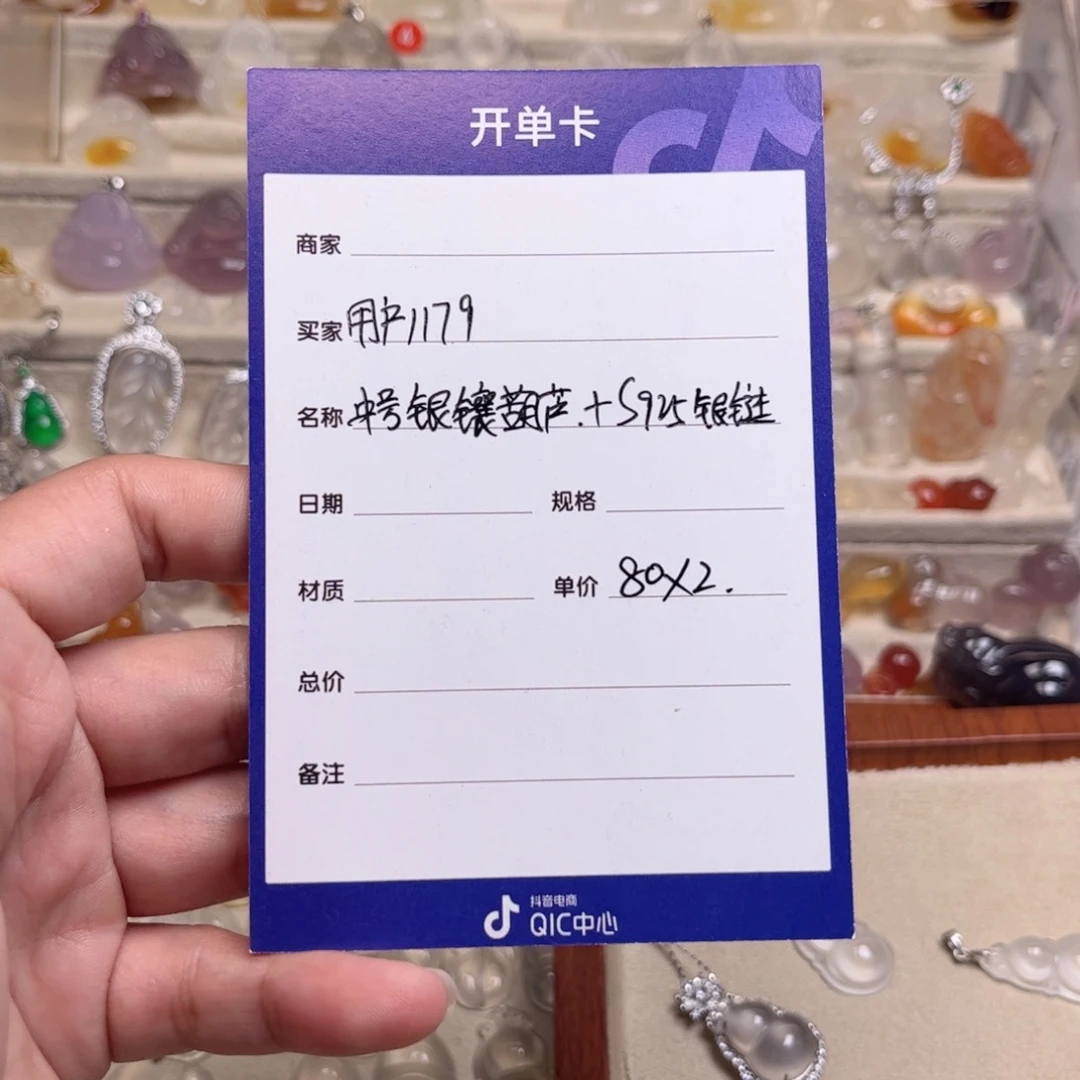 开单卡
商家
买家 用户1179
名称 中号银镶葫芦.+S925银链
日期 规格
材质 单价 80X2.
总价
备注
抖音电商
QIC中心